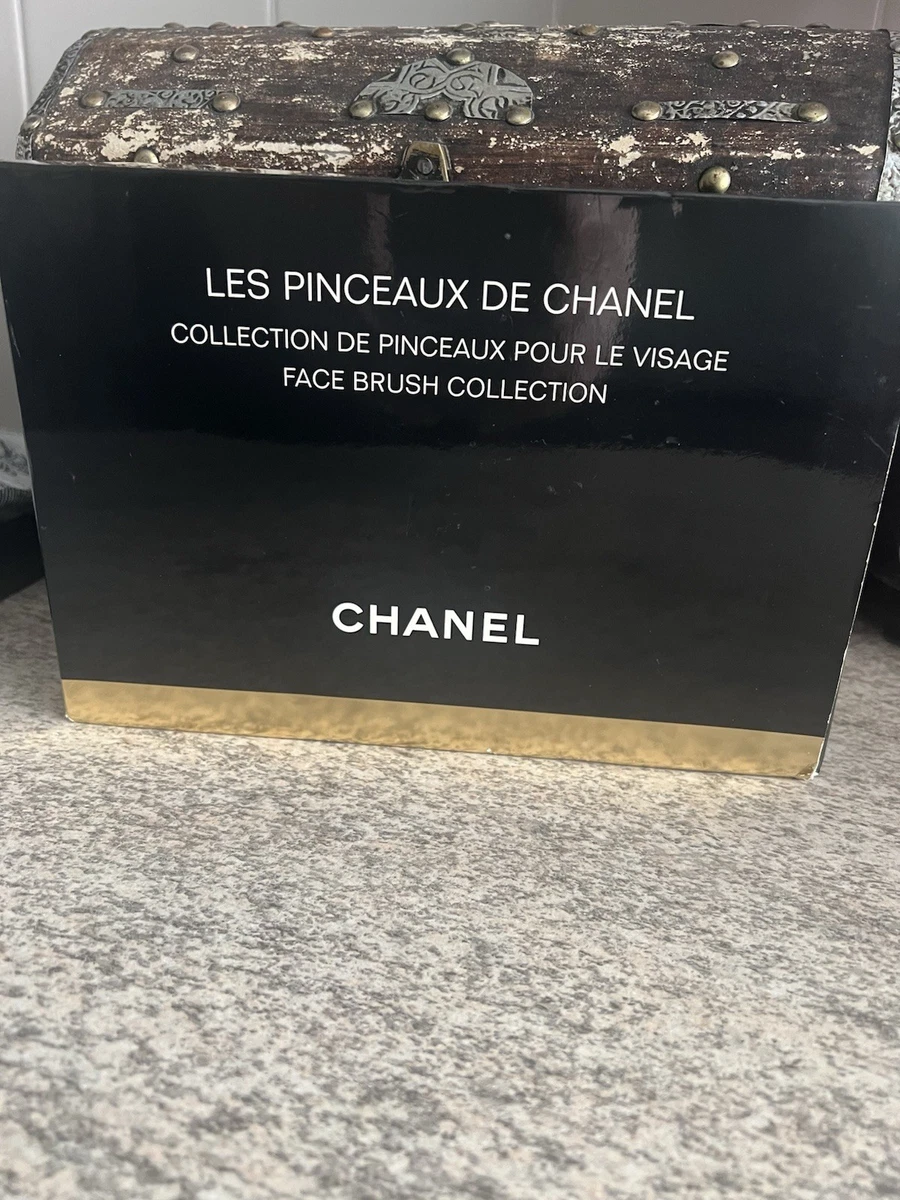 LES PINCEAUX DE CHANEL
COLLECTION DE PINCEAUX POUR LE VISAGE
FACE BRUSH COLLECTION
CHANEL